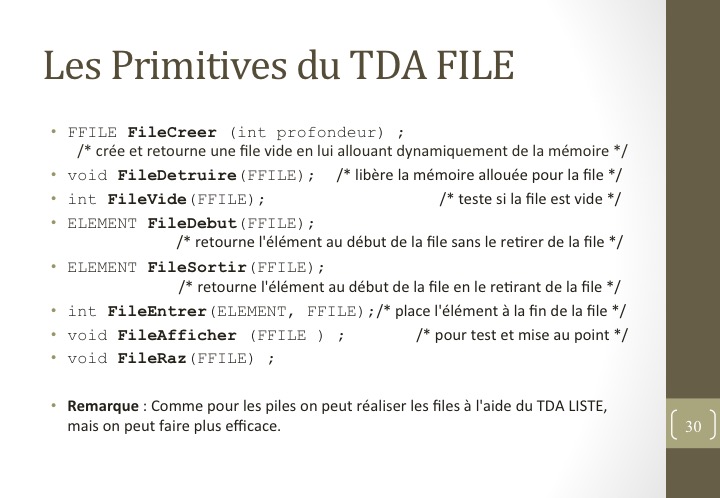 Les Primitives du TDA FILE
• FFILE FileCreer (int profondeur) ;
/* crée et retourne une file vide en lui allouant dynamiquement de la mémoire */
• void FileDetruire(FFILE); /* libère la mémoire allouée pour la file */
• int FileVide(FFILE); /* teste si la file est vide */
• ELEMENT FileDebut(FFILE);
/* retourne l'élément au début de la file sans le retirer de la file */
• ELEMENT FileSortir(FFILE);
/* retourne l'élément au début de la file en le retirant de la file */
• int FileEntrer(ELEMENT, FFILE);/* place l'élément à la fin de la file */
• void FileAfficher (FFILE ) ; /* pour test et mise au point */
• void FileRaz(FFILE) ;
• Remarque : Comme pour les piles on peut réaliser les files à l'aide du TDA LISTE,
mais on peut faire plus efficace.
30